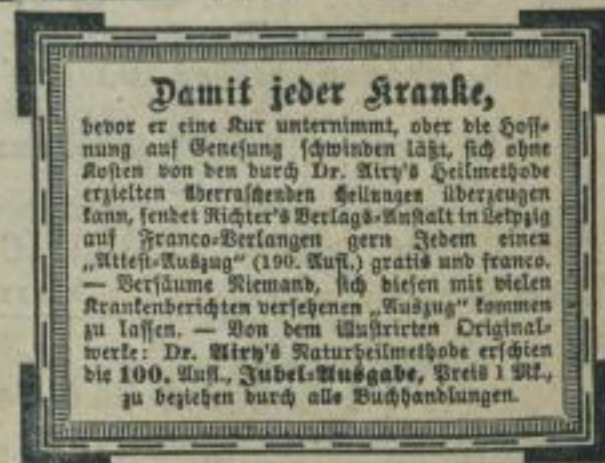 Damit jeder Kranke,
bevor er eine Kur unternimmt, oder die Hoff-
nung auf Genesung schwinden läßt, sich ohne
Kosten von den durch Dr. Airy's Heilmethode
erzielten überraschenden Heilungen überzeugen
kann, sendet Richter's Verlags-Anstalt in Leipzig
auf Franco-Verlangen gern Jedem einen
„Attest-Auszug“ (190. Aufl.) gratis und franco.
— Versäume Niemand, sich diesen mit vielen
Krankenberichten versehenen „Auszug“ kommen
zu lassen. — Von dem illustrirten Original-
werke: Dr. Airy's Naturheilmethode erschien
die 100. Aufl., Jubel-Ausgabe, Preis 1 Mk.,
zu beziehen durch alle Buchhandlungen.